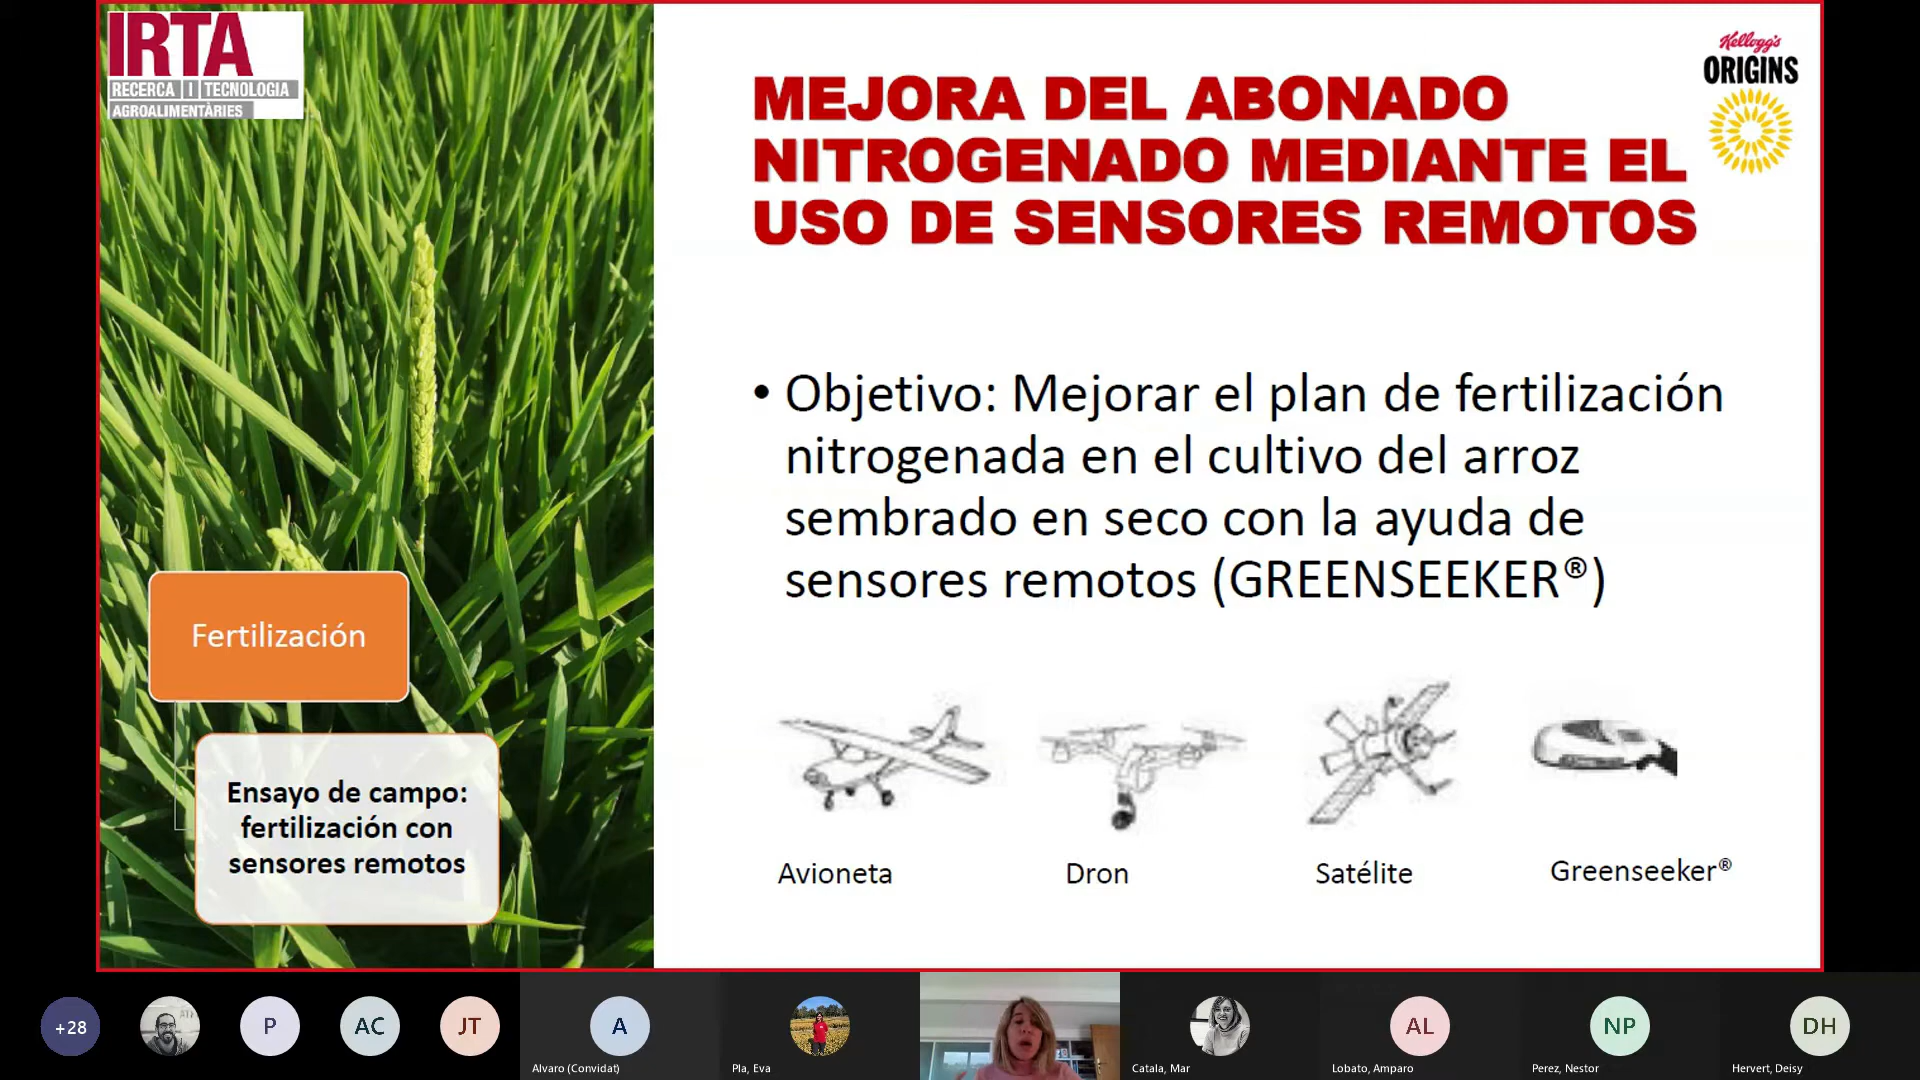 IRTA
RECERCA | TECNOLOGIA
AGROALIMENTÀRIES
Kellogg's
ORIGINS
MEJORA DEL ABONADO
NITROGENADO MEDIANTE EL
USO DE SENSORES REMOTOS
• Objetivo: Mejorar el plan de fertilización
nitrogenada en el cultivo del arroz
sembrado en seco con la ayuda de
sensores remotos (GREENSEEKER®)
Fertilización
Ensayo de campo:
fertilización con
sensores remotos
Avioneta
Dron
Satélite
Greenseeker®
+28
P
AC
JT
A
AL
NP
DH
Alvaro (Convidat)
Pla, Eva
Catala, Mar
Lobato, Amparo
Perez, Nestor
Hervert, Deisy